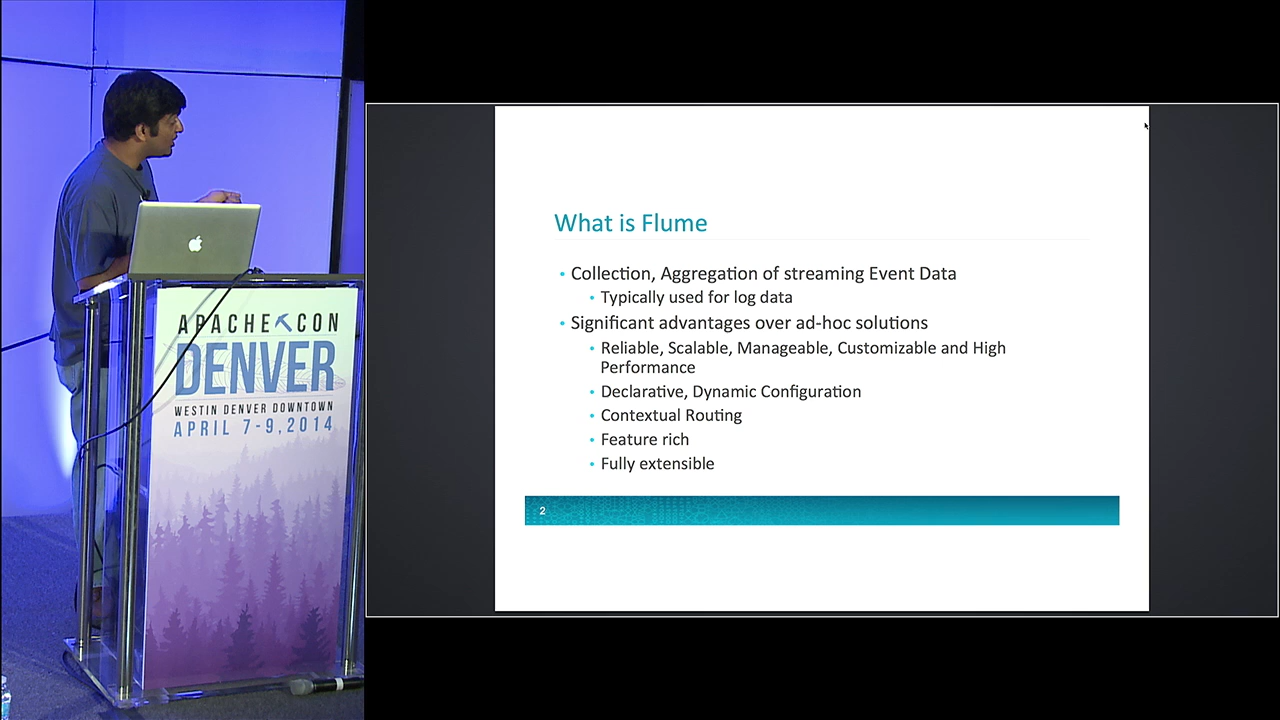 APACHE CON
DENVER
WESTIN DENVER DOWNTOWN
APRIL 7-9, 2014
What is Flume
• Collection, Aggregation of streaming Event Data
• Typically used for log data
• Significant advantages over ad-hoc solutions
• Reliable, Scalable, Manageable, Customizable and High
Performance
• Declarative, Dynamic Configuration
• Contextual Routing
• Feature rich
• Fully extensible
2